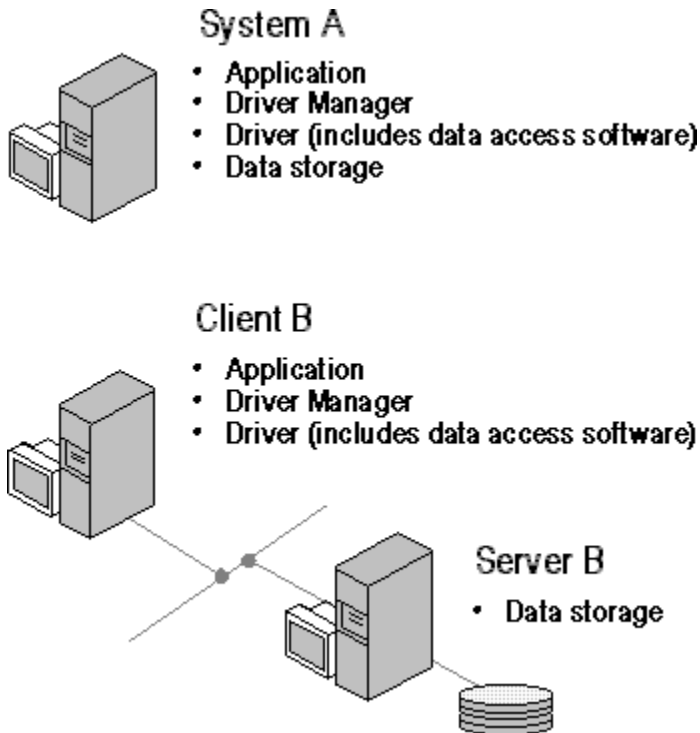 System A
• Application
• Driver Manager
• Driver (includes data access software)
• Data storage
Client B
• Application
• Driver Manager
• Driver (includes data access software)
Server B
• Data storage